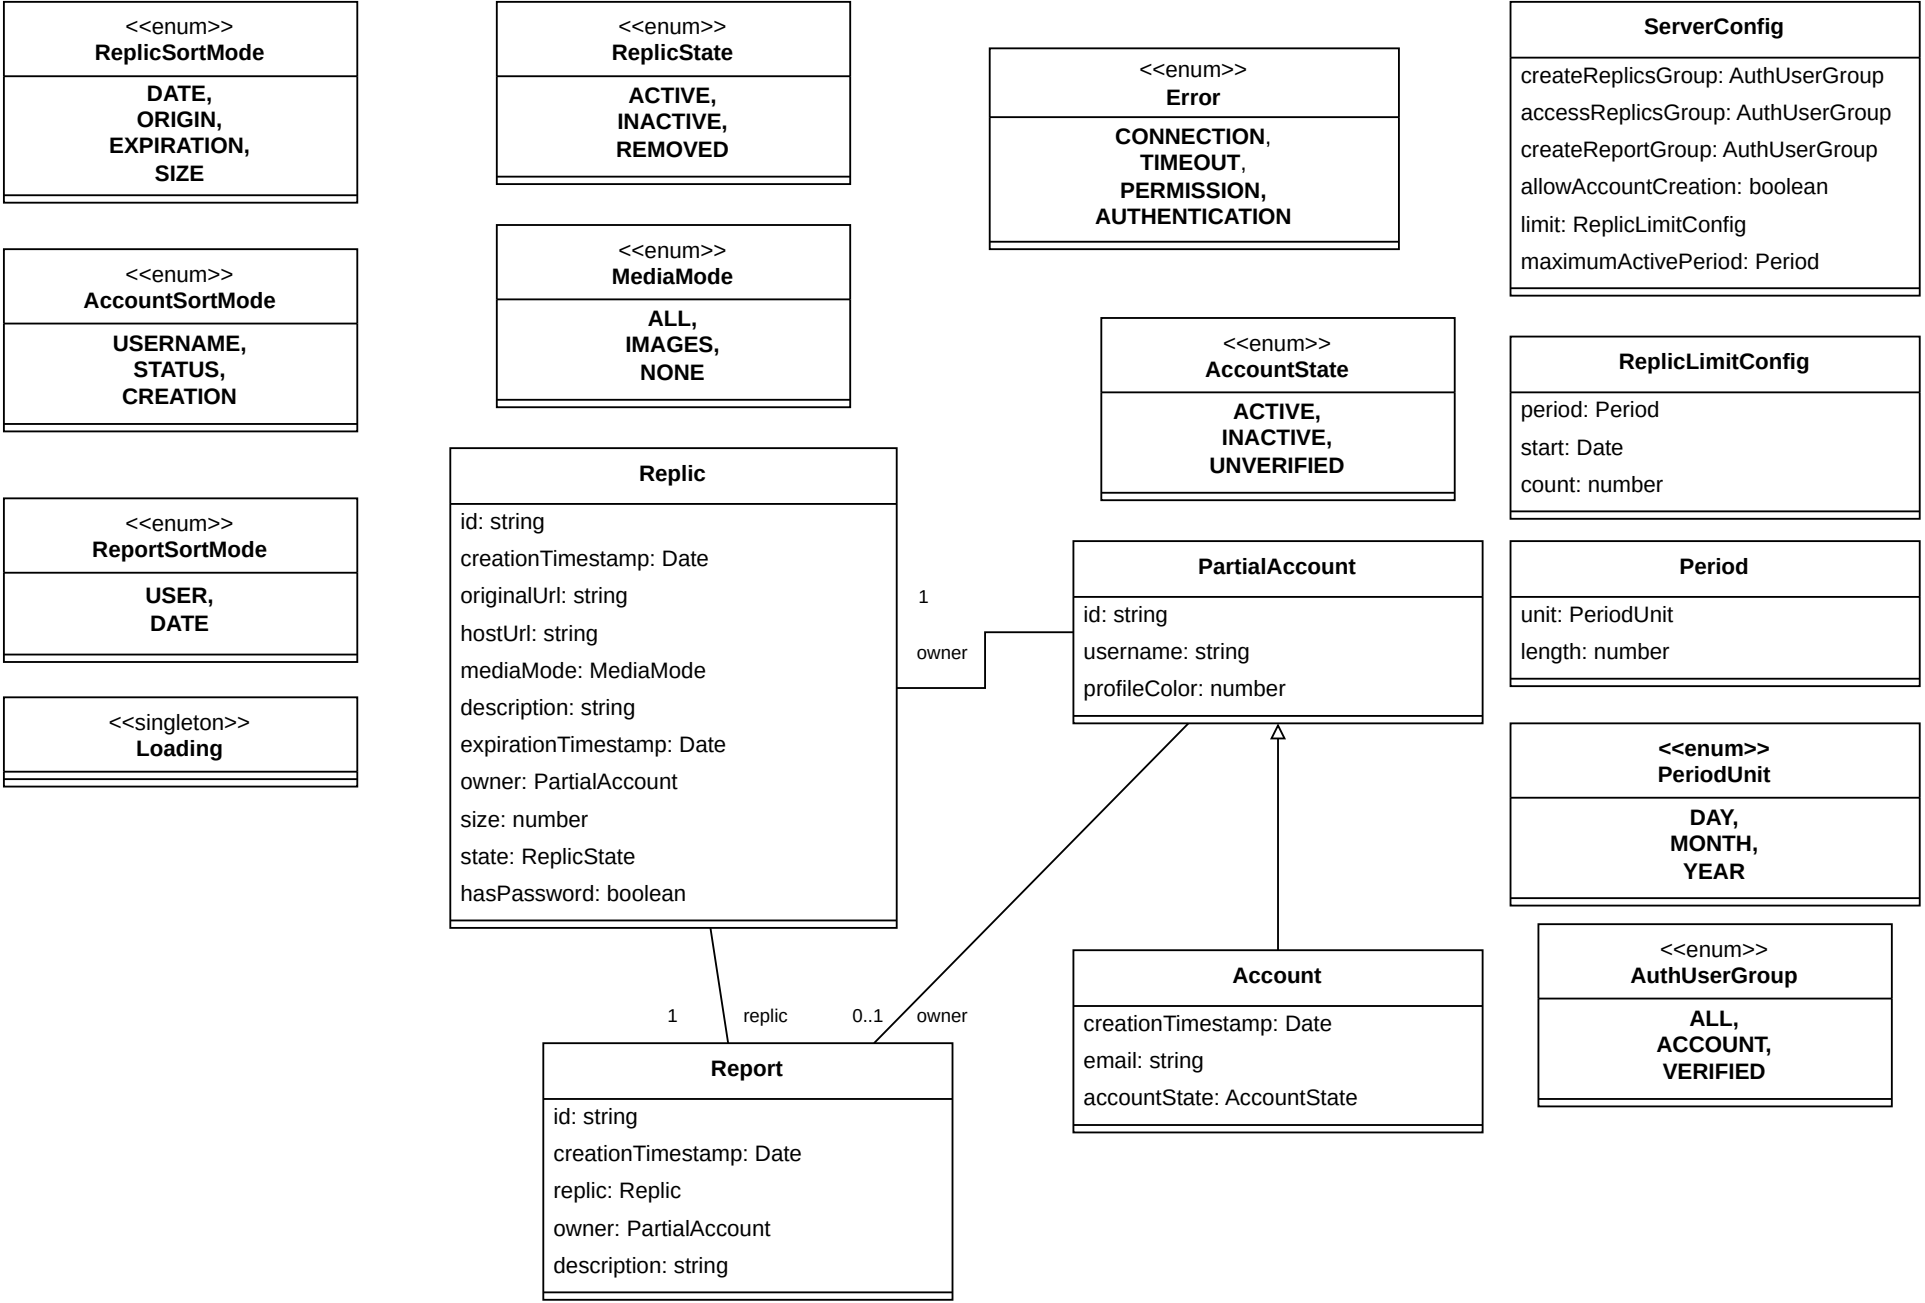 <<enum>>
ReplicSortMode
DATE,
ORIGIN,
EXPIRATION,
SIZE
<<enum>>
AccountSortMode
USERNAME,
STATUS,
CREATION
<<enum>>
ReportSortMode
USER,
DATE
<<singleton>>
Loading
<<enum>>
ReplicState
ACTIVE,
INACTIVE,
REMOVED
<<enum>>
MediaMode
ALL,
IMAGES,
NONE
Replic
id: string
creationTimestamp: Date
originalUrl: string
hostUrl: string
mediaMode: MediaMode
description: string
expirationTimestamp: Date
owner: PartialAccount
size: number
state: ReplicState
hasPassword: boolean
1
owner
1
replic
0..1
owner
Report
id: string
creationTimestamp: Date
replic: Replic
owner: PartialAccount
description: string
<<enum>>
Error
CONNECTION,
TIMEOUT,
PERMISSION,
AUTHENTICATION
<<enum>>
AccountState
ACTIVE,
INACTIVE,
UNVERIFIED
PartialAccount
id: string
username: string
profileColor: number
Account
creationTimestamp: Date
email: string
accountState: AccountState
ServerConfig
createReplicsGroup: AuthUserGroup
accessReplicsGroup: AuthUserGroup
createReportGroup: AuthUserGroup
allowAccountCreation: boolean
limit: ReplicLimitConfig
maximumActivePeriod: Period
ReplicLimitConfig
period: Period
start: Date
count: number
Period
unit: PeriodUnit
length: number
<<enum>>
PeriodUnit
DAY,
MONTH,
YEAR
<<enum>>
AuthUserGroup
ALL,
ACCOUNT,
VERIFIED